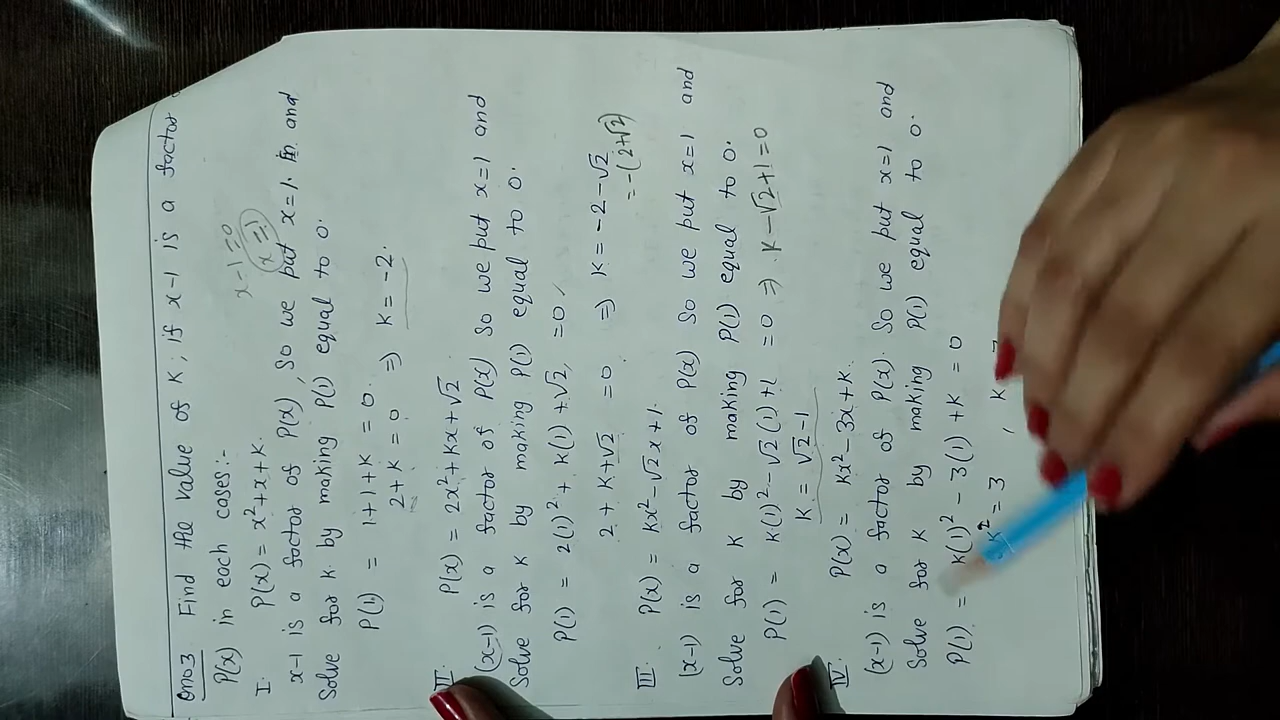 Qno3 Find the value of K; if x-1 is a factor
P(x) in each cases:-
x-1=0
x=1
I. P(x) = x²+x+K.
x-1 is a factor of P(x), So we put x=1. and
Solve for K by making P(1) equal to 0.
P(1) = 1+1+K = 0.
2+K = 0 ⇒ K = -2.
II. P(x) = 2x²+Kx+√2
(x-1) is a factor of P(x) So we put x=1 and
Solve for K by making P(1) equal to 0.
P(1) = 2(1)² + K(1) + √2, = 0,
2 + K + √2 = 0. ⇒ K = -2-√2
= -(2+√2)
III. P(x) = Kx²-√2x+1.
(x-1) is a factor of P(x) So we put x=1 and
Solve for K by making P(1) equal to 0.
P(1) = K(1)²-√2(1)+1 = 0 ⇒ K-√2+1=0
K = √2-1
IV. P(x) = Kx²-3x+K.
(x-1) is a factor of P(x). So we put x=1 and
Solve for K by making P(1) equal to 0.
P(1) = K(1)² - 3(1) + K = 0
K² = 3 , K